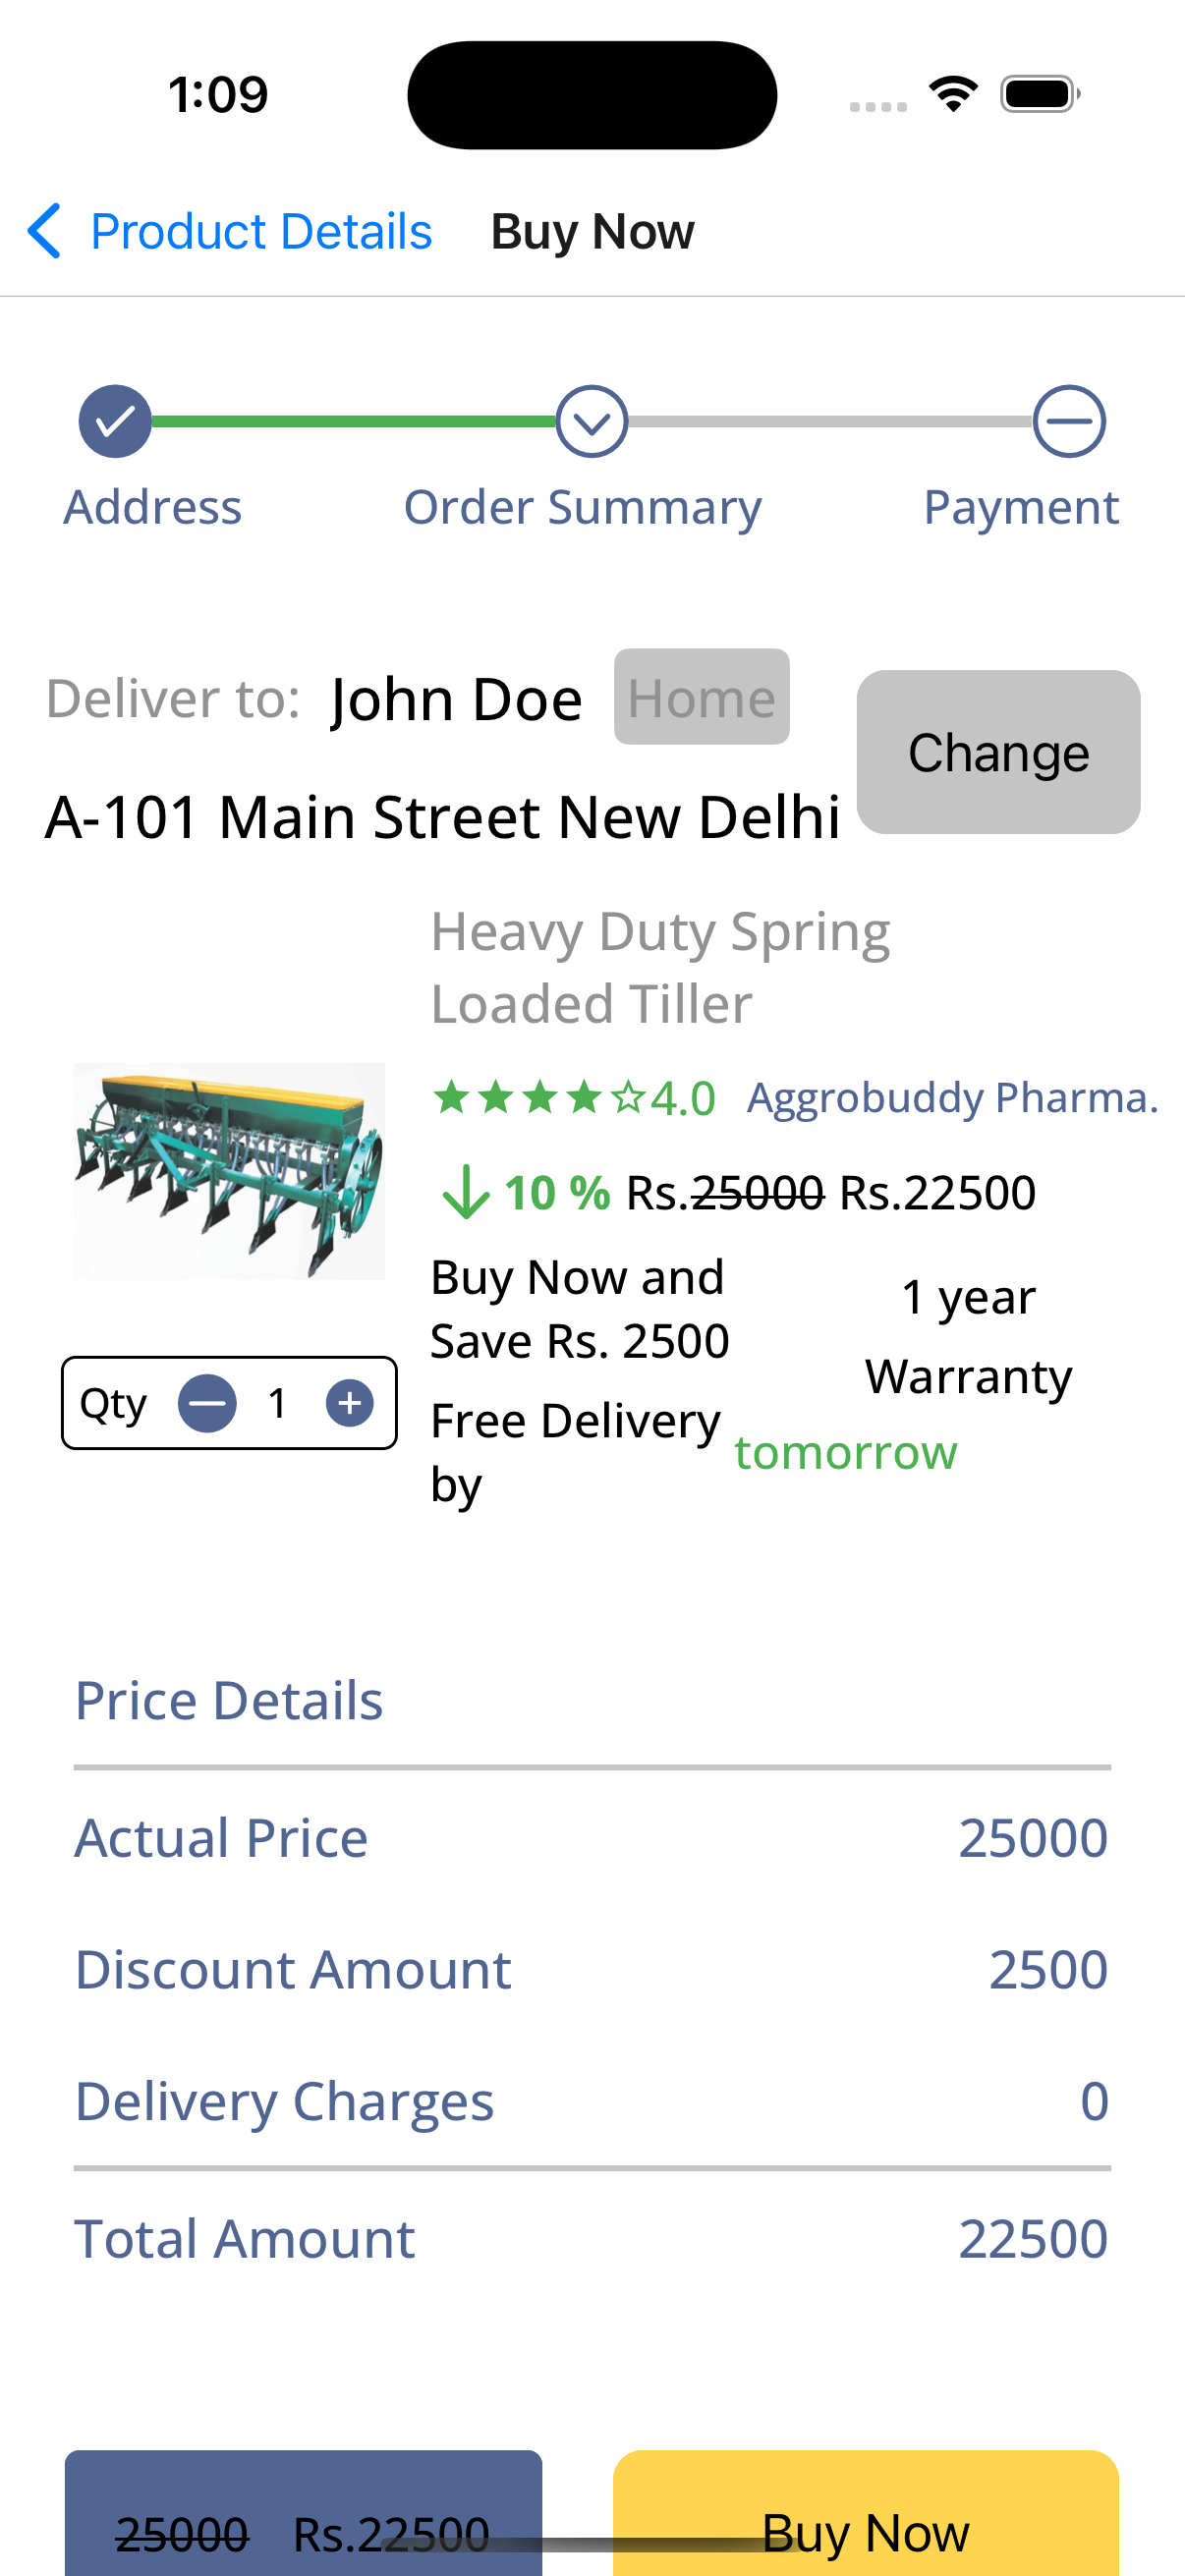 1:09
Product Details Buy Now
Address Order Summary Payment
Deliver to: John Doe Home
Change
A-101 Main Street New Delhi
Heavy Duty Spring
Loaded Tiller
4.0 Aggrobuddy Pharma.
10 % Rs.25000 Rs.22500
Buy Now and
Save Rs. 2500
1 year
Warranty
Qty 1
Free Delivery
by
tomorrow
Price Details
Actual Price 25000
Discount Amount 2500
Delivery Charges 0
Total Amount 22500
25000 Rs.22500 Buy Now